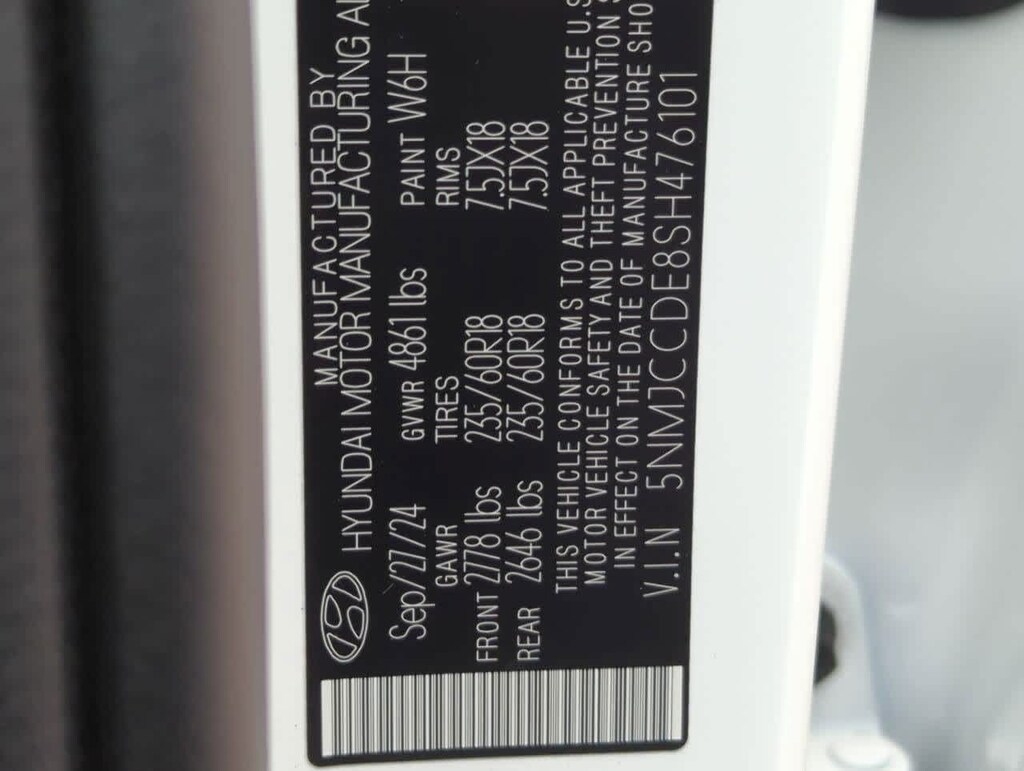 MANUFACTURED BY
HYUNDAI MOTOR MANUFACTURING
Sep/27/24 GVWR 4861 lbs PAINT W6H
GAWR TIRES RIMS
FRONT 2778 lbs 235/60R18 7.5JX18
REAR 2646 lbs 235/60R18 7.5JX18
THIS VEHICLE CONFORMS TO ALL APPLICABLE U.S
MOTOR VEHICLE SAFETY AND THEFT PREVENTION S
IN EFFECT ON THE DATE OF MANUFACTURE SHO
V.I.N 5NMJCCDE8SH476101